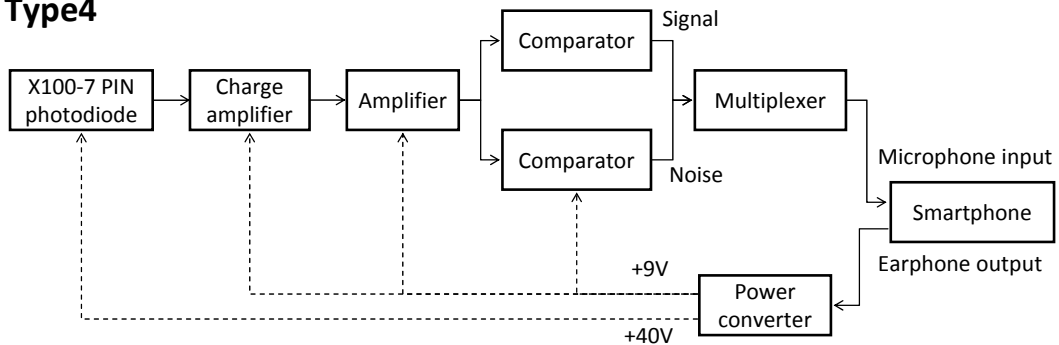 Type4
Signal
Comparator
X100-7 PIN
photodiode
Charge
amplifier
Amplifier
Multiplexer
Comparator
Noise
Microphone input
Smartphone
Earphone output
+9V
Power
converter
+40V